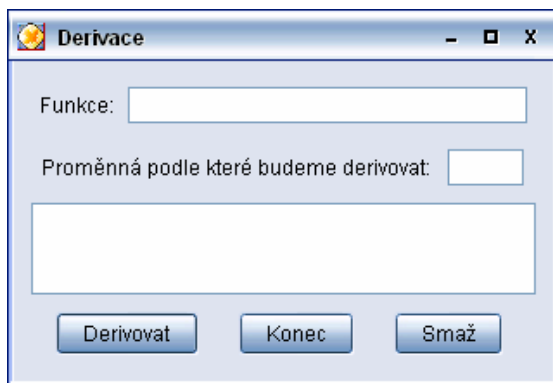 Derivace
Funkce:
Proměnná podle které budeme derivovat:
Derivovat Konec Smaž